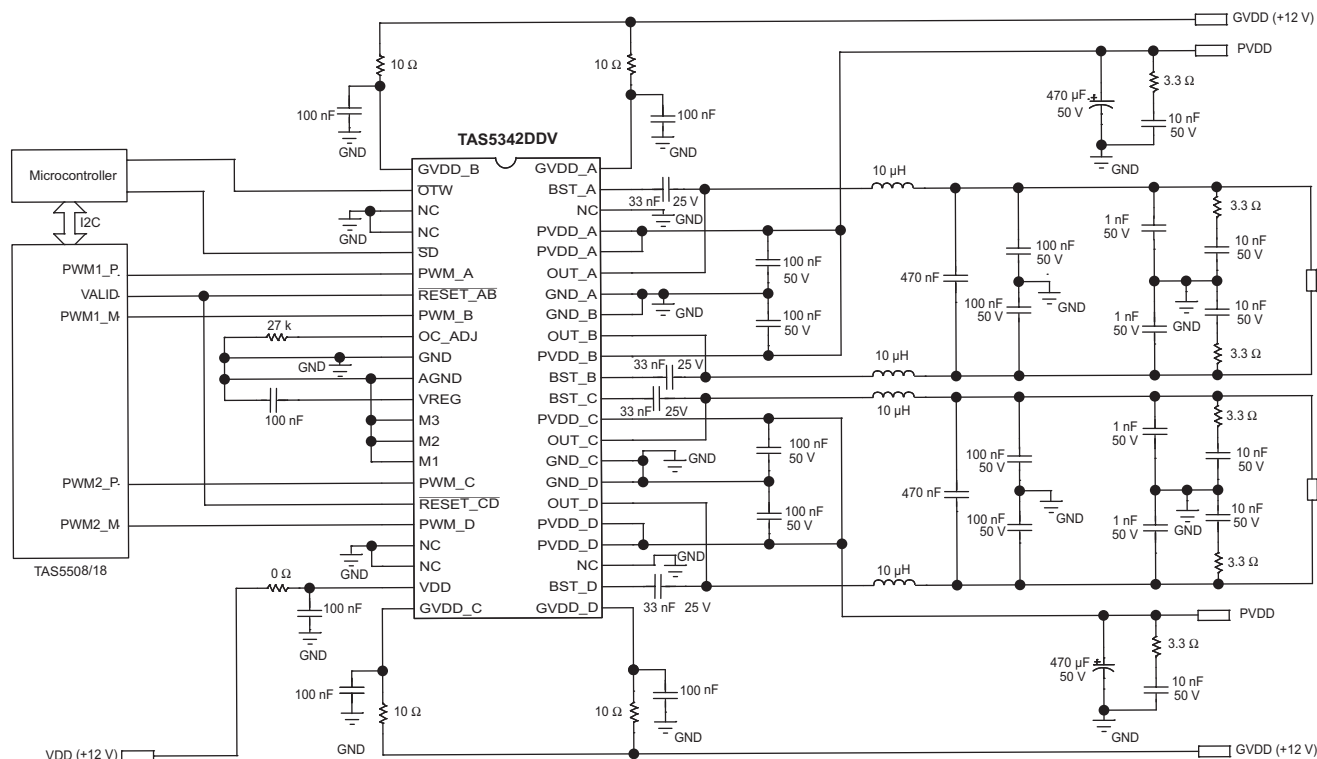 GVDD (+12 V)
PVDD
10 Ω
10 Ω
3.3 Ω
470 µF
50 V
10 nF
50 V
100 nF
GND
100 nF
GND
GND
TAS5342DDV
Microcontroller
I2C
GVDD_B
OTW
NC
NC
SD
PWM_A
RESET_AB
PWM_B
OC_ADJ
GND
AGND
VREG
M3
M2
M1
PWM_C
RESET_CD
PWM_D
NC
NC
VDD
GVDD_C
GVDD_A
BST_A
NC
PVDD_A
PVDD_A
OUT_A
GND_A
GND_B
OUT_B
PVDD_B
BST_B
BST_C
PVDD_C
OUT_C
GND_C
GND_D
OUT_D
PVDD_D
PVDD_D
NC
BST_D
GVDD_D
PWM1_P
VALID
PWM1_M
PWM2_P
PWM2_M
TAS5508/18
GND
27 k
GND
100 nF
GND
0 Ω
100 nF
GND
33 nF 25 V
GND
100 nF
50 V
GND
100 nF
50 V
33 nF 25 V
33 nF 25V
100 nF
50 V
GND
100 nF
50 V
GND
33 nF 25 V
10 µH
10 µH
10 µH
10 µH
470 nF
100 nF
50 V
GND
100 nF
50 V
1 nF
50 V
3.3 Ω
10 nF
50 V
GND
1 nF
50 V
10 nF
50 V
3.3 Ω
470 nF
100 nF
50 V
GND
100 nF
50 V
1 nF
50 V
3.3 Ω
10 nF
50 V
GND
1 nF
50 V
10 nF
50 V
3.3 Ω
PVDD
3.3 Ω
470 µF
50 V
10 nF
50 V
GND
100 nF
10 Ω
GND
10 Ω
100 nF
GND
VDD (+12 V)
GVDD (+12 V)